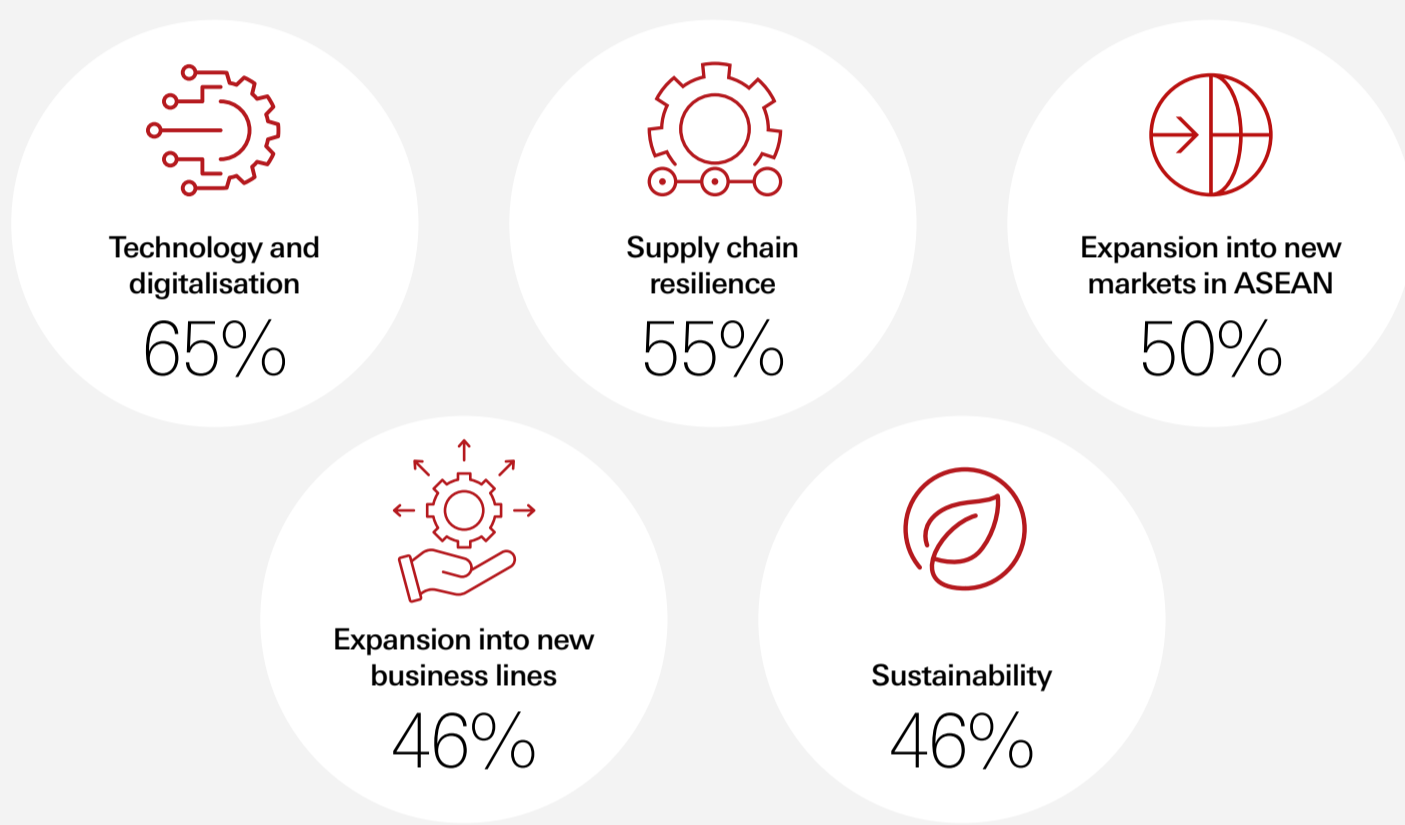 Technology and
digitalisation
65%
Supply chain
resilience
55%
Expansion into new
markets in ASEAN
50%
Expansion into new
business lines
46%
Sustainability
46%